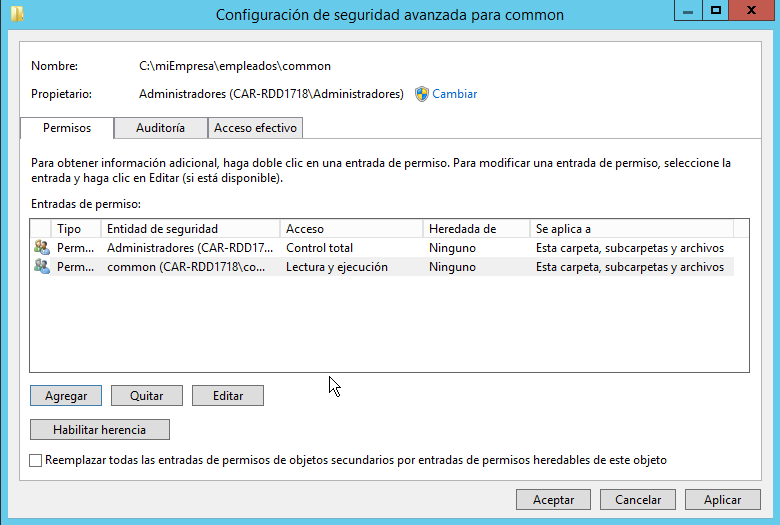 Configuración de seguridad avanzada para common
Nombre: C:\miEmpresa\empleados\common
Propietario: Administradores (CAR-RDD1718\Administradores) Cambiar
Permisos Auditoría Acceso efectivo
Para obtener información adicional, haga doble clic en una entrada de permiso. Para modificar una entrada de permiso, seleccione la
entrada y haga clic en Editar (si está disponible).
Entradas de permiso:
Tipo Entidad de seguridad Acceso Heredada de Se aplica a
Perm... Administradores (CAR-RDD17... Control total Ninguno Esta carpeta, subcarpetas y archivos
Perm... common (CAR-RDD1718\co... Lectura y ejecución Ninguno Esta carpeta, subcarpetas y archivos
Agregar Quitar Editar
Habilitar herencia
Reemplazar todas las entradas de permisos de objetos secundarios por entradas de permisos heredables de este objeto
Aceptar Cancelar Aplicar